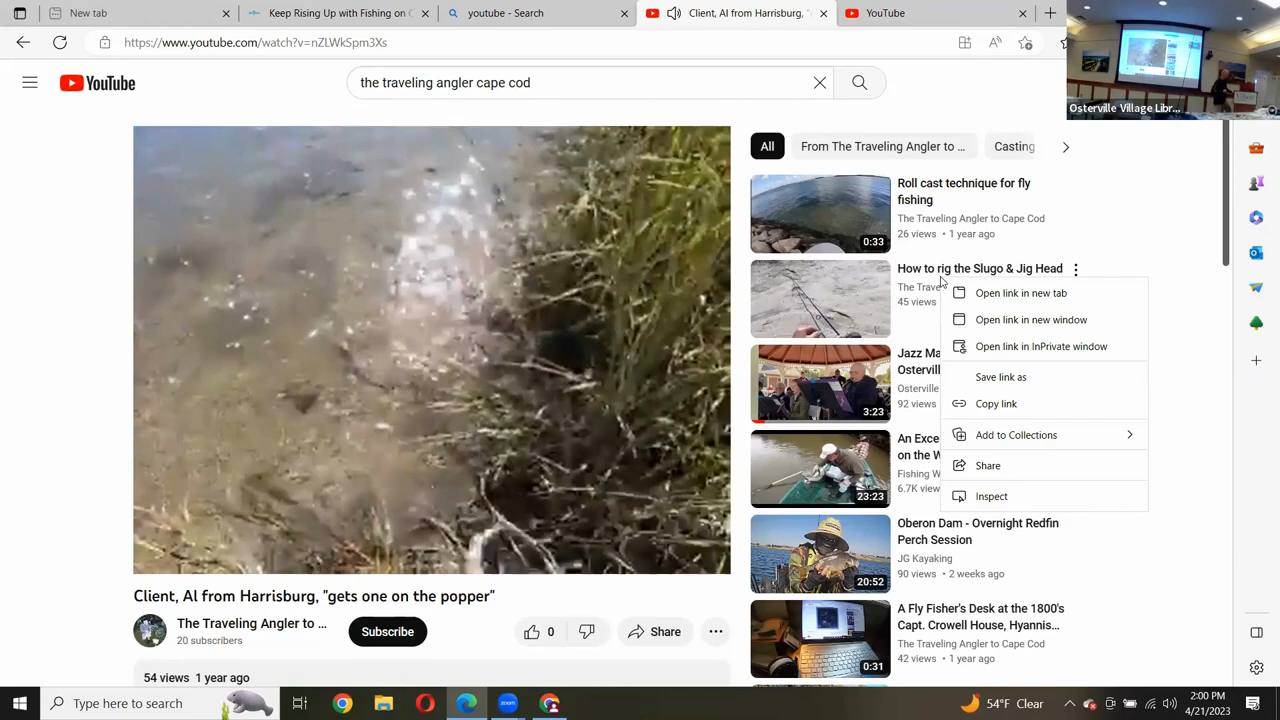 New tab
Keep Rising Up with Fishing on C
youtube - Search
Client, Al from Harrisburg, "
YouTube
https://www.youtube.com/watch?v=nZLWkSpm3Xs
Osterville Village Libr...
YouTube
the traveling angler cape cod
All
From The Traveling Angler to ...
Casting
Roll cast technique for fly
fishing
The Traveling Angler to Cape Cod
26 views • 1 year ago
0:33
How to rig the Slugo & Jig Head
The Trave
45 views
Open link in new tab
Open link in new window
Open link in InPrivate window
Save link as
Copy link
Add to Collections
Share
Inspect
Jazz Ma
Ostervill
Osterville
92 views
3:23
An Exce
on the W
Fishing W
6.7K view
23:23
Oberon Dam - Overnight Redfin
Perch Session
JG Kayaking
90 views • 2 weeks ago
20:52
A Fly Fisher's Desk at the 1800's
Capt. Crowell House, Hyannis...
The Traveling Angler to Cape Cod
42 views • 1 year ago
0:31
Client, Al from Harrisburg, "gets one on the popper"
The Traveling Angler to ...
20 subscribers
Subscribe
0
Share
54 views 1 year ago
Type here to search
zoom
54°F Clear
2:00 PM
4/21/2023